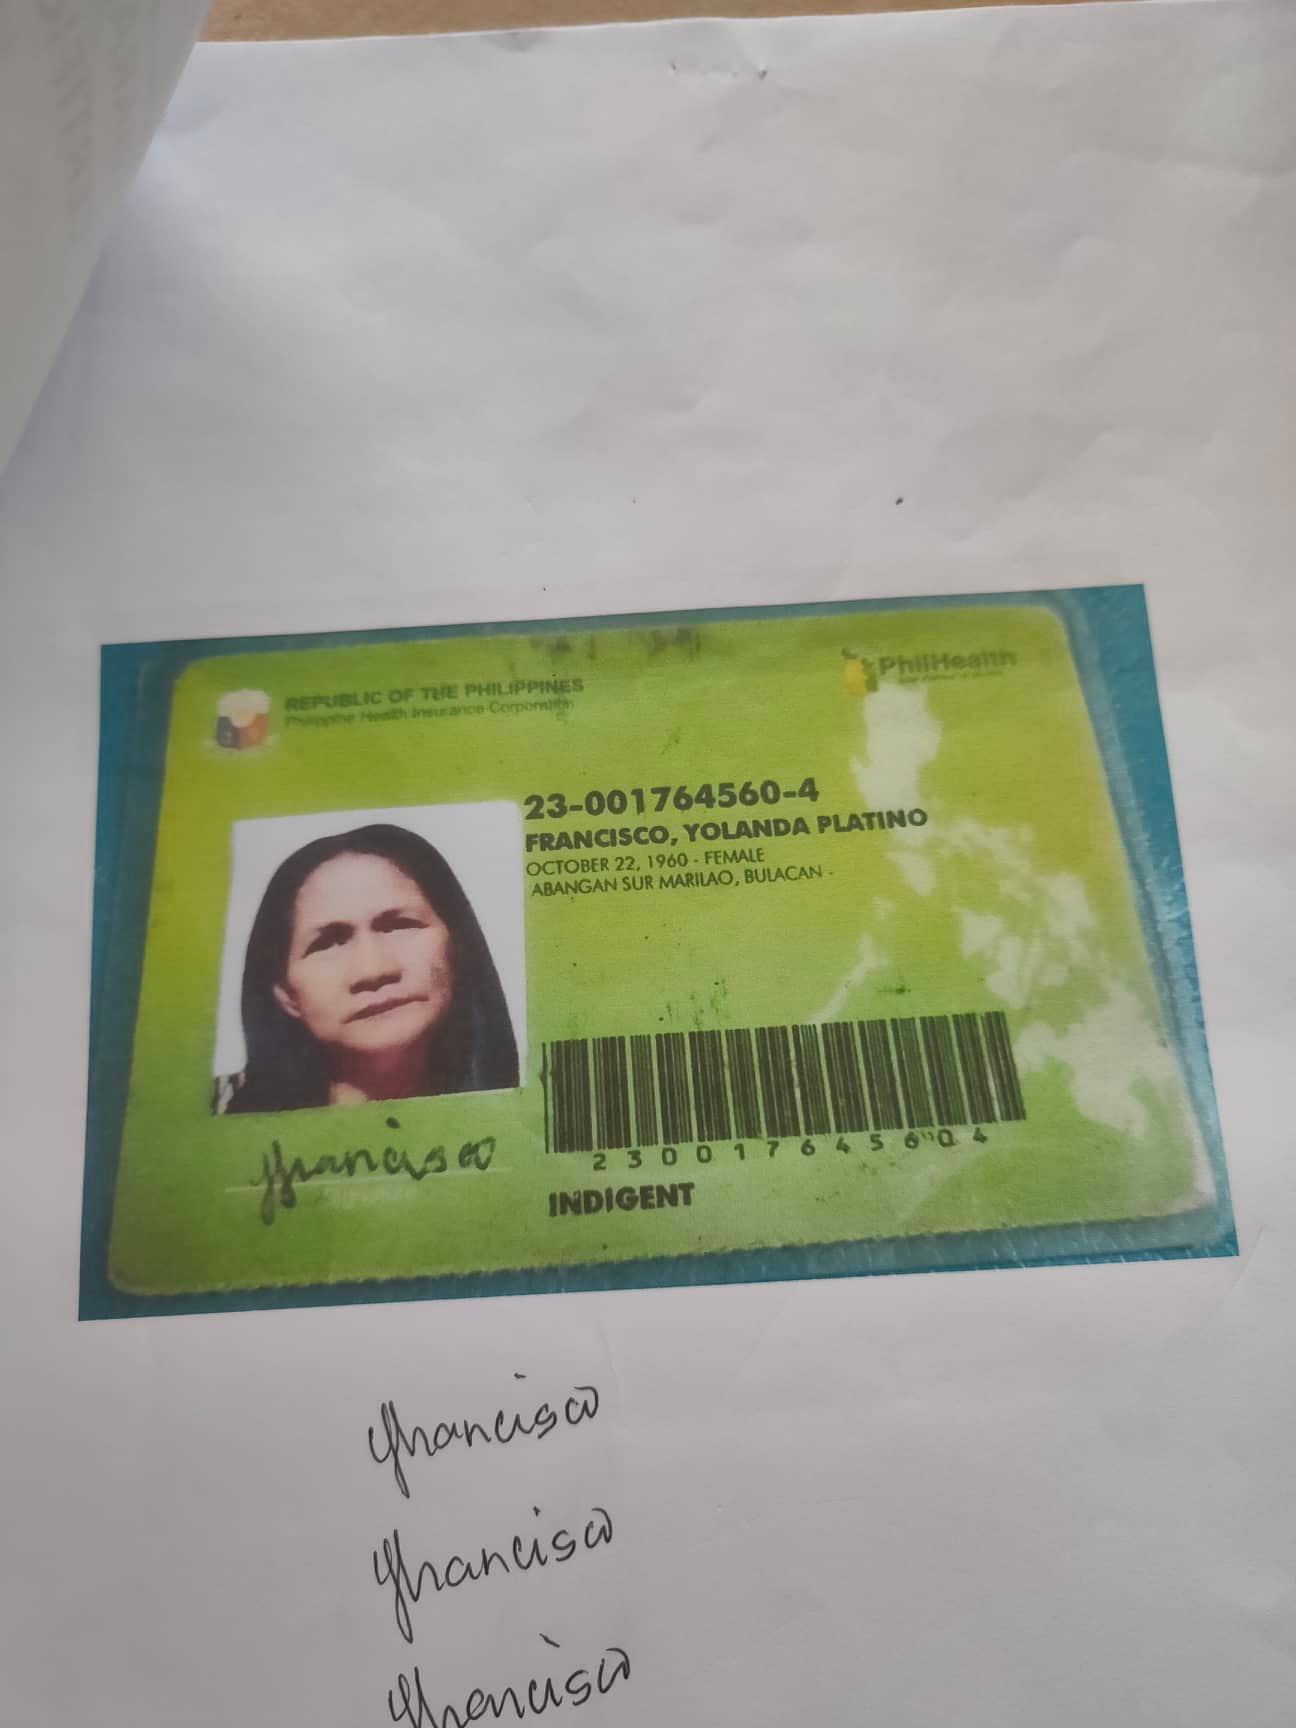 REPUBLIC OF THE PHILIPPINES
Philippine Health Insurance Corporation
PhilHealth
23-001764560-4
FRANCISCO, YOLANDA PLATINO
OCTOBER 22, 1960 - FEMALE
ABANGAN SUR MARILAO, BULACAN -
230017645604
INDIGENT
yfrancisco
yfrancisco
yfrancisco
yfrancisco